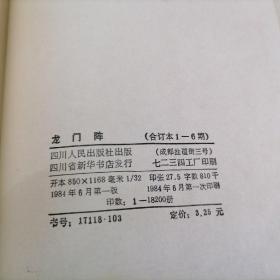 龙门阵 （合订本1－6期）
四川人民出版社出版 （成都盐道街三号）
四川省新华书店发行 七二三四工厂印刷
开本850×1168毫米1/32 印张27.5 字数810千
1984年6月第一版 1984年6月第一次印刷
印数：1－18200册
书号：17118·103 定价：3.25元